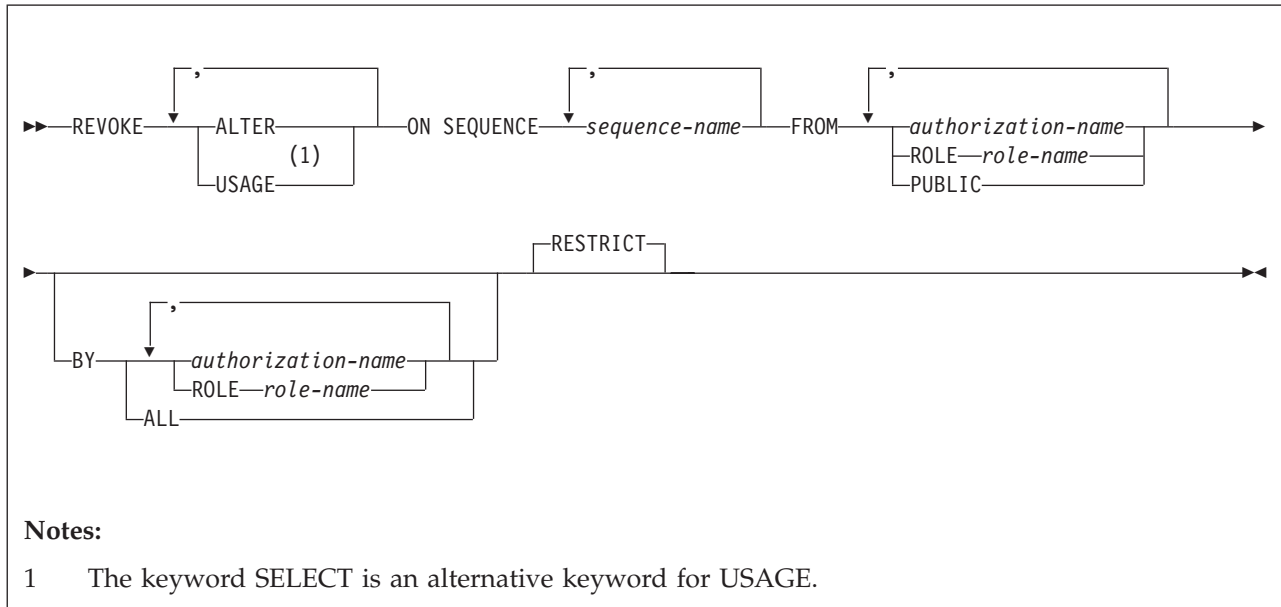 , , ,
REVOKE ALTER ON SEQUENCE sequence-name FROM authorization-name
(1) ROLE role-name
USAGE PUBLIC
RESTRICT
,
BY authorization-name
ROLE role-name
ALL
Notes:
1 The keyword SELECT is an alternative keyword for USAGE.